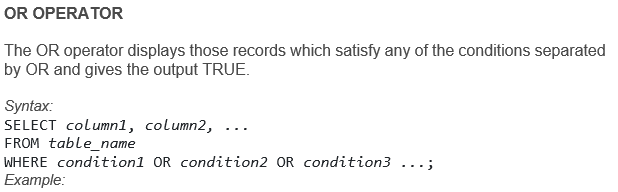 OR OPERATOR
The OR operator displays those records which satisfy any of the conditions separated
by OR and gives the output TRUE.
Syntax:
SELECT column1, column2, ...
FROM table_name
WHERE condition1 OR condition2 OR condition3 ...;
Example: